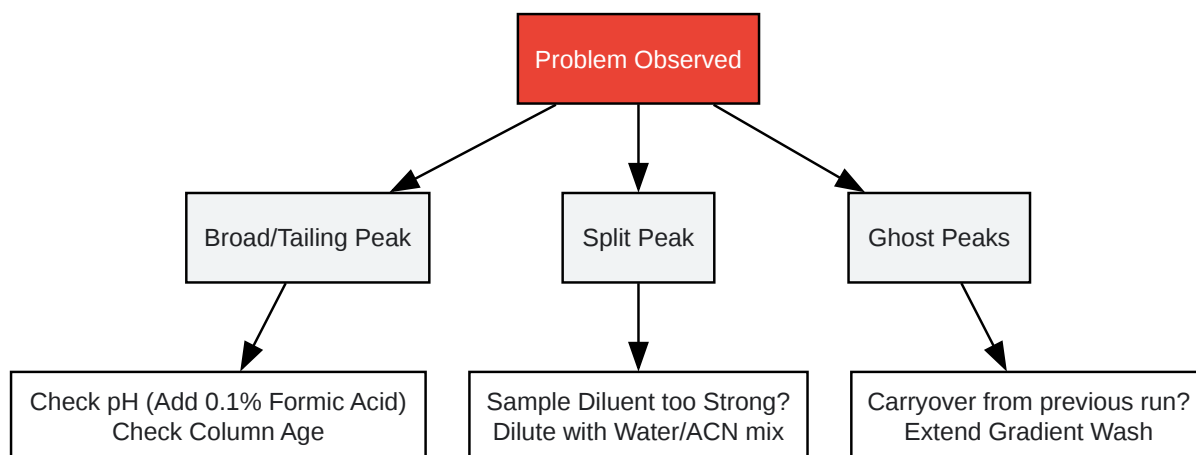 Problem Observed
Broad/Tailing Peak
Split Peak
Ghost Peaks
Check pH (Add 0.1% Formic Acid)
Check Column Age
Sample Diluent too Strong?
Dilute with Water/ACN mix
Carryover from previous run?
Extend Gradient Wash